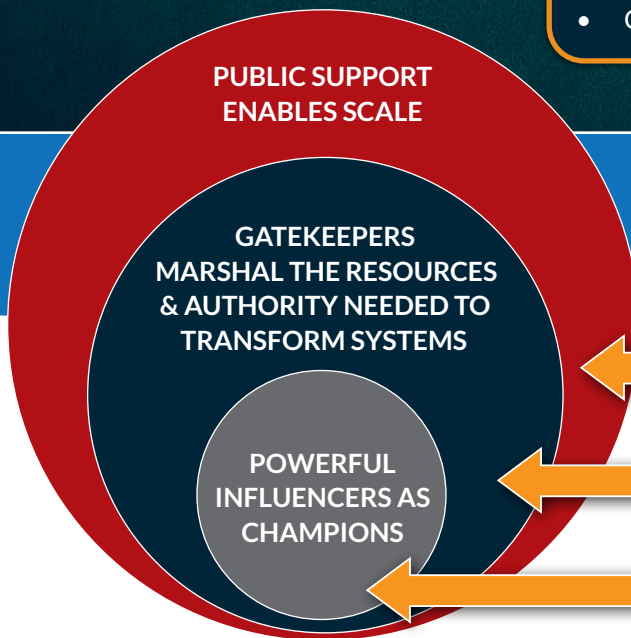 PUBLIC SUPPORT
ENABLES SCALE
GATEKEEPERS
MARSHAL THE RESOURCES
& AUTHORITY NEEDED TO
TRANSFORM SYSTEMS
POWERFUL
INFLUENCERS AS
CHAMPIONS